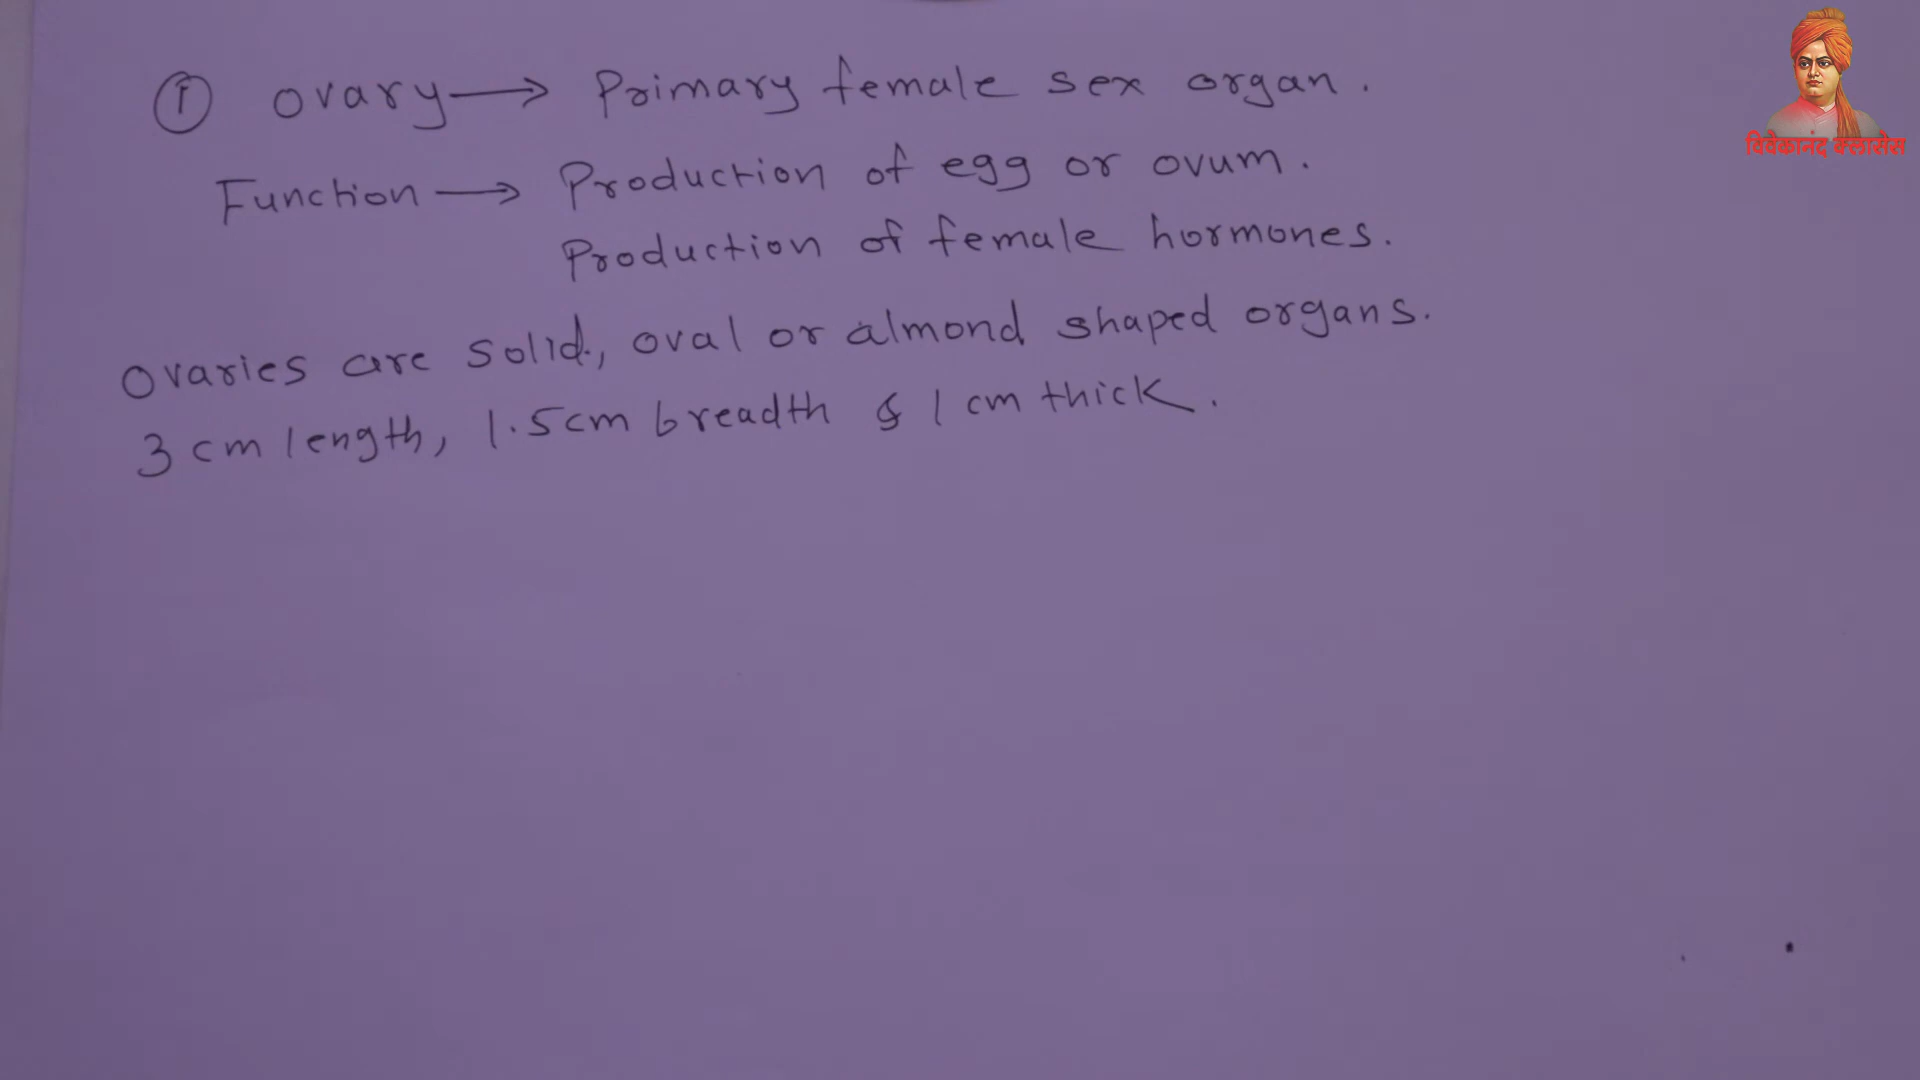 ① Ovary → Primary female sex organ.
Function → Production of egg or ovum.
Production of female hormones.
Ovaries are solid, oval or almond shaped organs.
3 cm length, 1.5cm breadth & 1 cm thick.
विवेकानंद क्लासेस